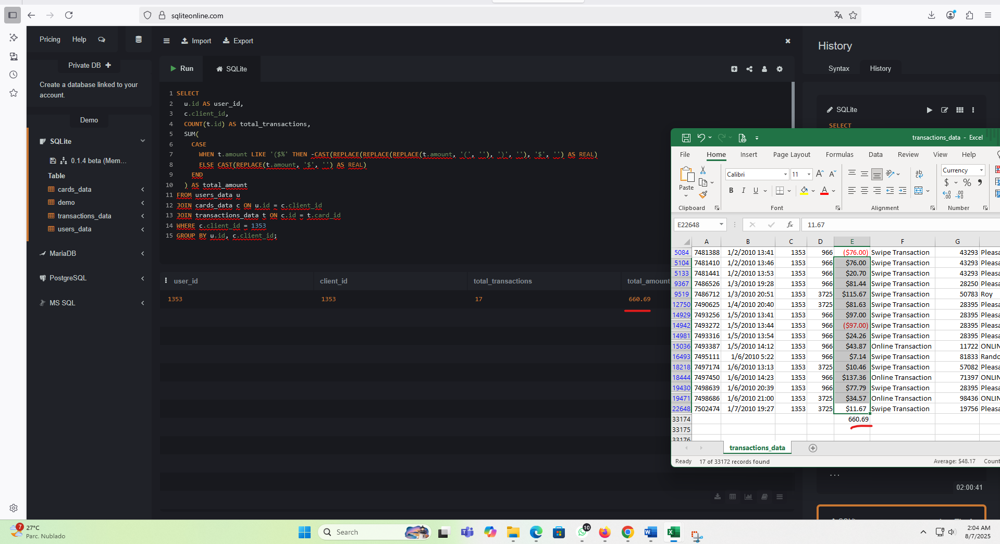 sqliteonline.com
Pricing
Help
Private DB
Create a database linked to your
account.
Demo
SQLite
0.1.4 beta (Mem...
Table
cards_data
demo
transactions_data
users_data
MariaDB
PostgreSQL
MS SQL
Import
Export
Run
SQLite
1 SELECT
2 u.id AS user_id,
3 c.client_id,
4 COUNT(t.id) AS total_transactions,
5 SUM(
6 CASE
7 WHEN t.amount LIKE '($%' THEN -CAST(REPLACE(REPLACE(REPLACE(t.amount, '(', ''), ')', ''), '$', '') AS REAL)
8 ELSE CAST(REPLACE(t.amount, '$', '') AS REAL)
9 END
10 ) AS total_amount
11 FROM users_data u
12 JOIN cards_data c ON u.id = c.client_id
13 JOIN transactions_data t ON c.id = t.card_id
14 WHERE c.client_id = 1353
15 GROUP BY u.id, c.client_id;
user_id client_id total_transactions total_amount
1353 1353 17 660.69
History
Syntax History
SQLite
SELECT
transactions_data - Excel
File Home Insert Page Layout Formulas Data Review View Help
Paste
Calibri 11
Currency
$ % ,
B I U
Clipboard Font Alignment Number
E22648 fx 11.67
A B C D E F G
5084 7481388 1/2/2010 13:41 1353 966 ($76.00) Swipe Transaction 43293 Pleasa
5104 7481410 1/2/2010 13:46 1353 966 $76.00 Swipe Transaction 43293 Pleasa
5133 7481441 1/2/2010 13:53 1353 966 $20.70 Swipe Transaction 43293 Pleasa
9367 7486526 1/3/2010 19:28 1353 966 $81.44 Swipe Transaction 28250 Pleasa
9519 7486712 1/3/2010 20:51 1353 3725 $115.67 Swipe Transaction 50783 Roy
12750 7490625 1/4/2010 20:40 1353 3725 $81.63 Swipe Transaction 28395 Pleasa
14929 7493256 1/5/2010 13:41 1353 966 $97.00 Swipe Transaction 28395 Pleasa
14942 7493272 1/5/2010 13:44 1353 966 ($97.00) Swipe Transaction 28395 Pleasa
14981 7493316 1/5/2010 13:54 1353 966 $24.26 Swipe Transaction 28395 Pleasa
15036 7493387 1/5/2010 14:12 1353 966 $43.87 Online Transaction 11722 ONLIN
16493 7495111 1/6/2010 5:22 1353 966 $7.14 Swipe Transaction 81833 Rando
18218 7497174 1/6/2010 13:13 1353 3725 $10.46 Swipe Transaction 57082 Pleasa
18444 7497450 1/6/2010 14:23 1353 966 $137.36 Online Transaction 71397 ONLIN
19430 7498639 1/6/2010 20:39 1353 966 $77.79 Swipe Transaction 28395 Pleasa
19471 7498686 1/6/2010 21:00 1353 3725 $34.57 Online Transaction 98436 ONLIN
22648 7502474 1/7/2010 19:27 1353 3725 $11.67 Swipe Transaction 19756 Pleasa
33174 660.69
33175
33176
transactions_data
Ready 17 of 33172 records found Average: $48.17 Count
...
02:00:41
7
27°C
Parc. Nublado
Search
10
2:04 AM
8/7/2025